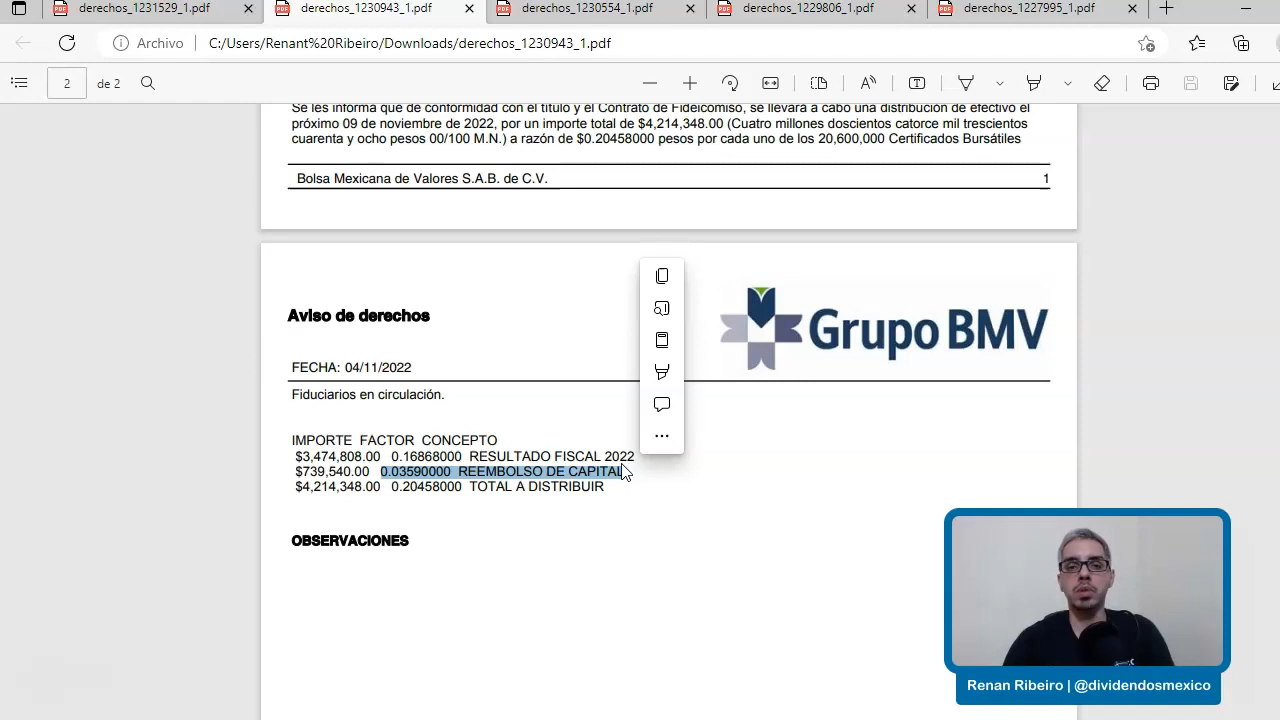 derechos_1231529_1.pdf
derechos_1230943_1.pdf
derechos_1230554_1.pdf
derechos_1229806_1.pdf
derechos_1227995_1.pdf
Archivo
C:/Users/Renant%20Ribeiro/Downloads/derechos_1230943_1.pdf
2
de 2
Se les informa que de conformidad con el título y el Contrato de Fideicomiso, se llevará a cabo una distribución de efectivo el
próximo 09 de noviembre de 2022, por un importe total de $4,214,348.00 (Cuatro millones doscientos catorce mil trescientos
cuarenta y ocho pesos 00/100 M.N.) a razón de $0.20458000 pesos por cada uno de los 20,600,000 Certificados Bursátiles
Bolsa Mexicana de Valores S.A.B. de C.V. 1
Aviso de derechos
Grupo BMV
FECHA: 04/11/2022
Fiduciarios en circulación.
IMPORTE FACTOR CONCEPTO
$3,474,808.00 0.16868000 RESULTADO FISCAL 2022
$739,540.00 0.03590000 REEMBOLSO DE CAPITAL
$4,214,348.00 0.20458000 TOTAL A DISTRIBUIR
OBSERVACIONES
Renan Ribeiro | @dividendosmexico